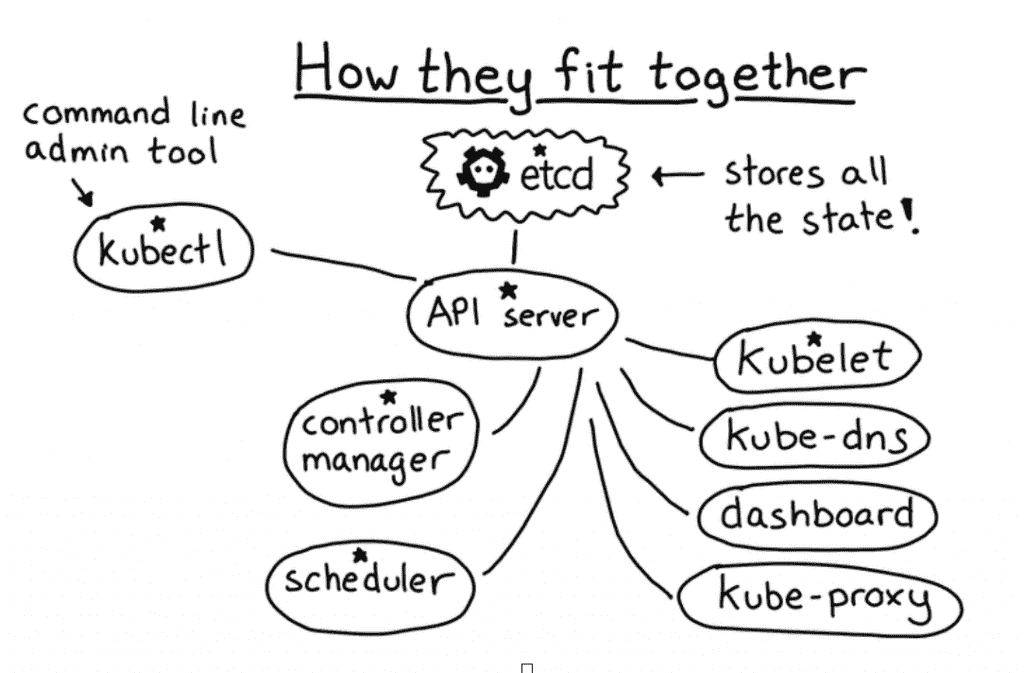 How they fit together
command line
admin tool
etcd
stores all
the state!
kubectl
API server
controller
manager
scheduler
kubelet
kube-dns
dashboard
kube-proxy